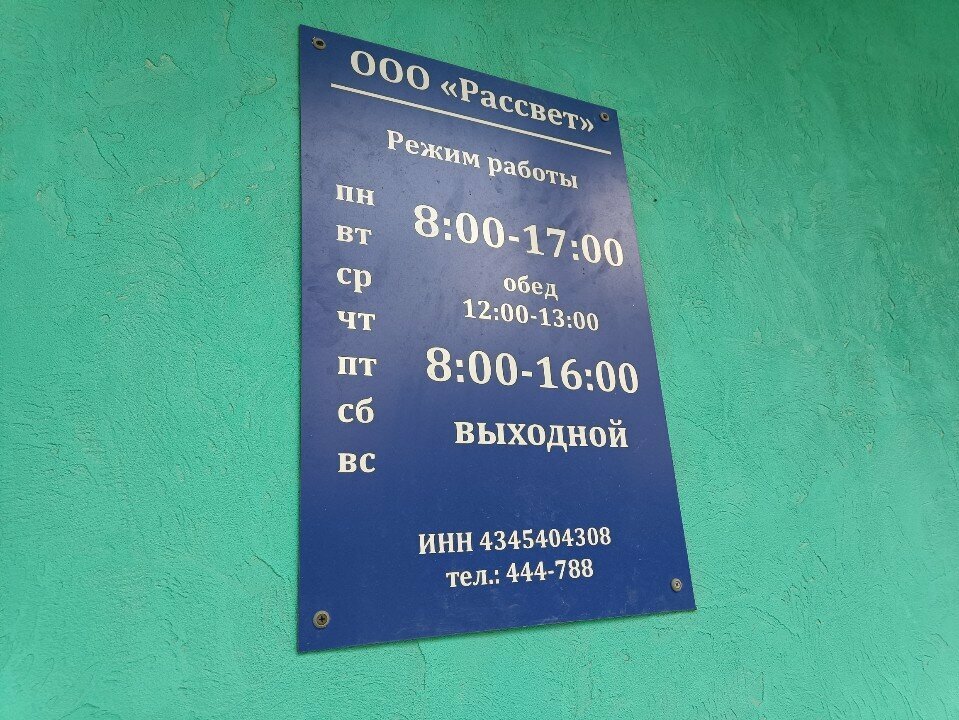 ООО «Рассвет»
Режим работы
пн
вт
8:00-17:00
ср
обед
12:00-13:00
чт
пт
8:00-16:00
сб
выходной
вс
ИНН 4345404308
тел.: 444-788